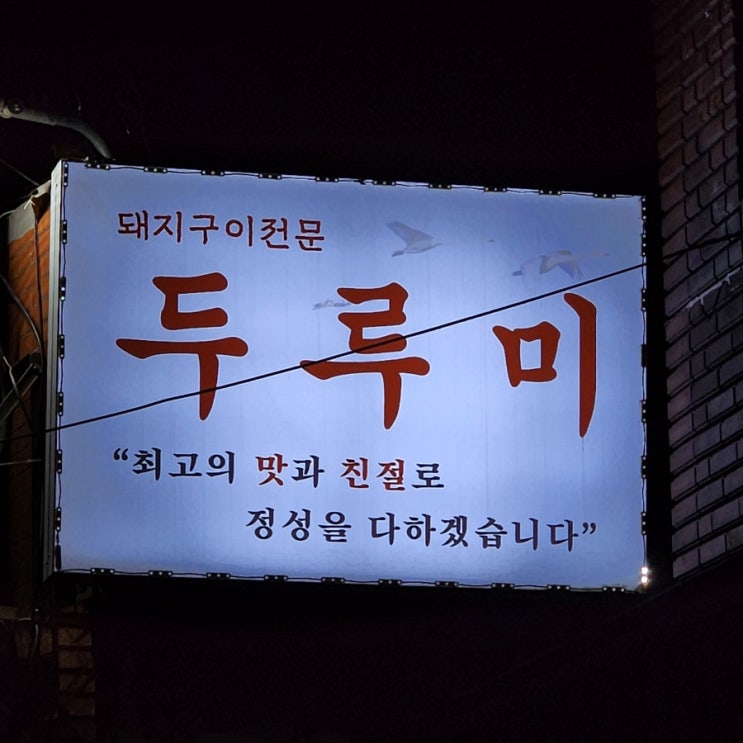 돼지구이전문
두루미
“최고의 맛과 친절로
정성을 다하겠습니다”